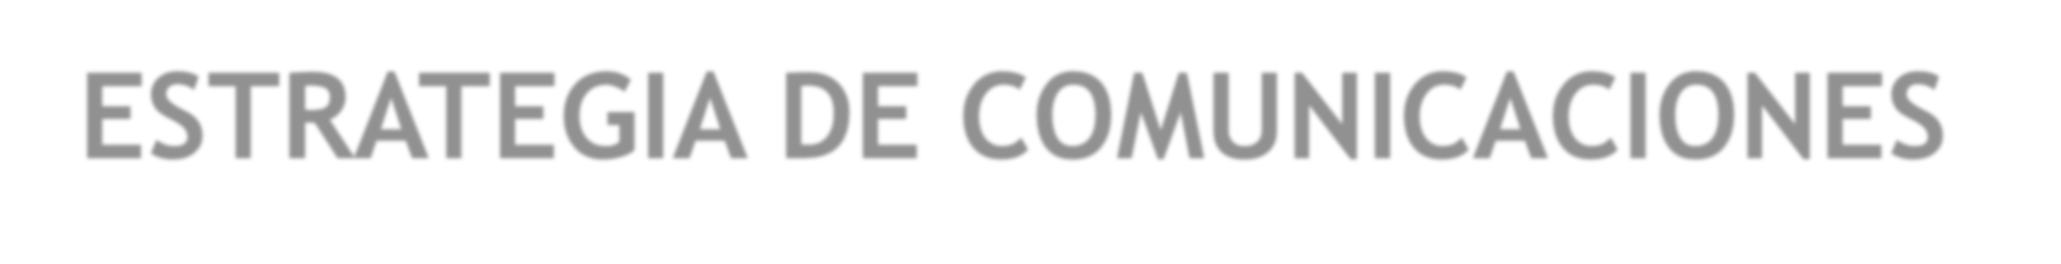 ESTRATEGIA DE COMUNICACIONES